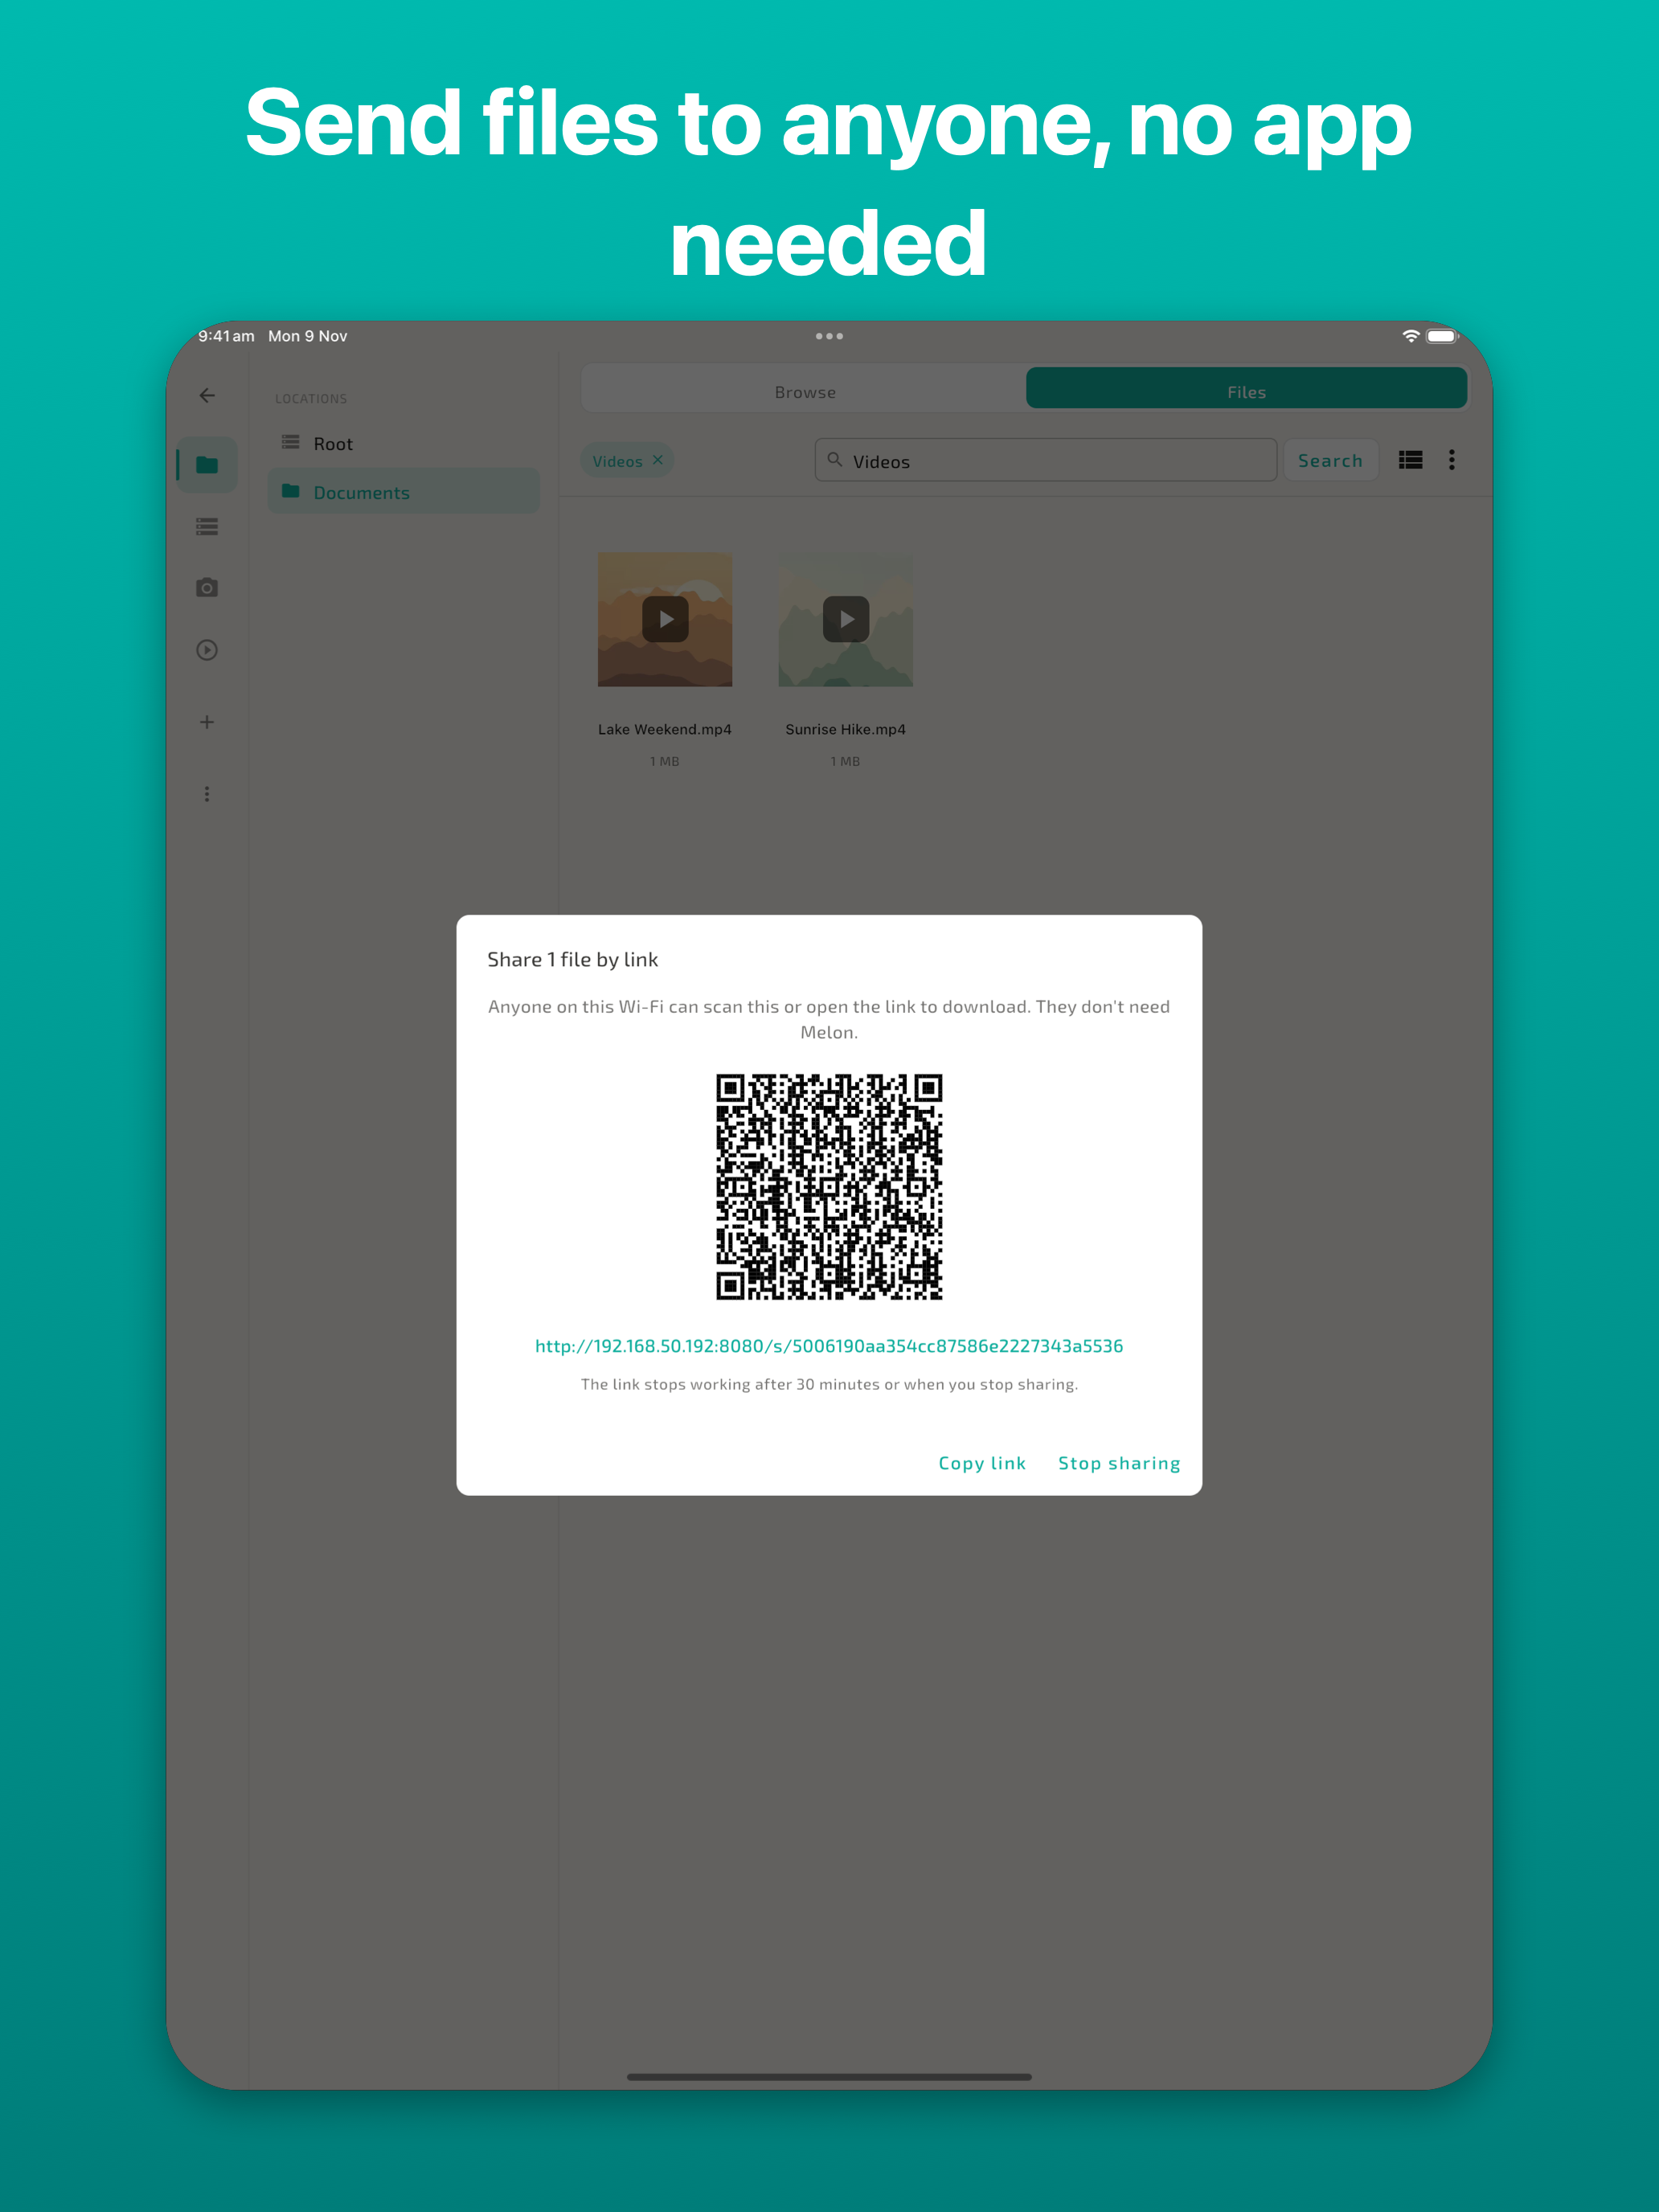 Send files to anyone, no app
needed
9:41 am Mon 9 Nov
LOCATIONS
Root
Documents
Browse
Files
Videos
Videos
Search
Lake Weekend.mp4
1 MB
Sunrise Hike.mp4
1 MB
Share 1 file by link
Anyone on this Wi-Fi can scan this or open the link to download. They don't need
Melon.
http://192.168.50.192:8080/s/5006190aa354cc87586e2227343a5536
The link stops working after 30 minutes or when you stop sharing.
Copy link
Stop sharing